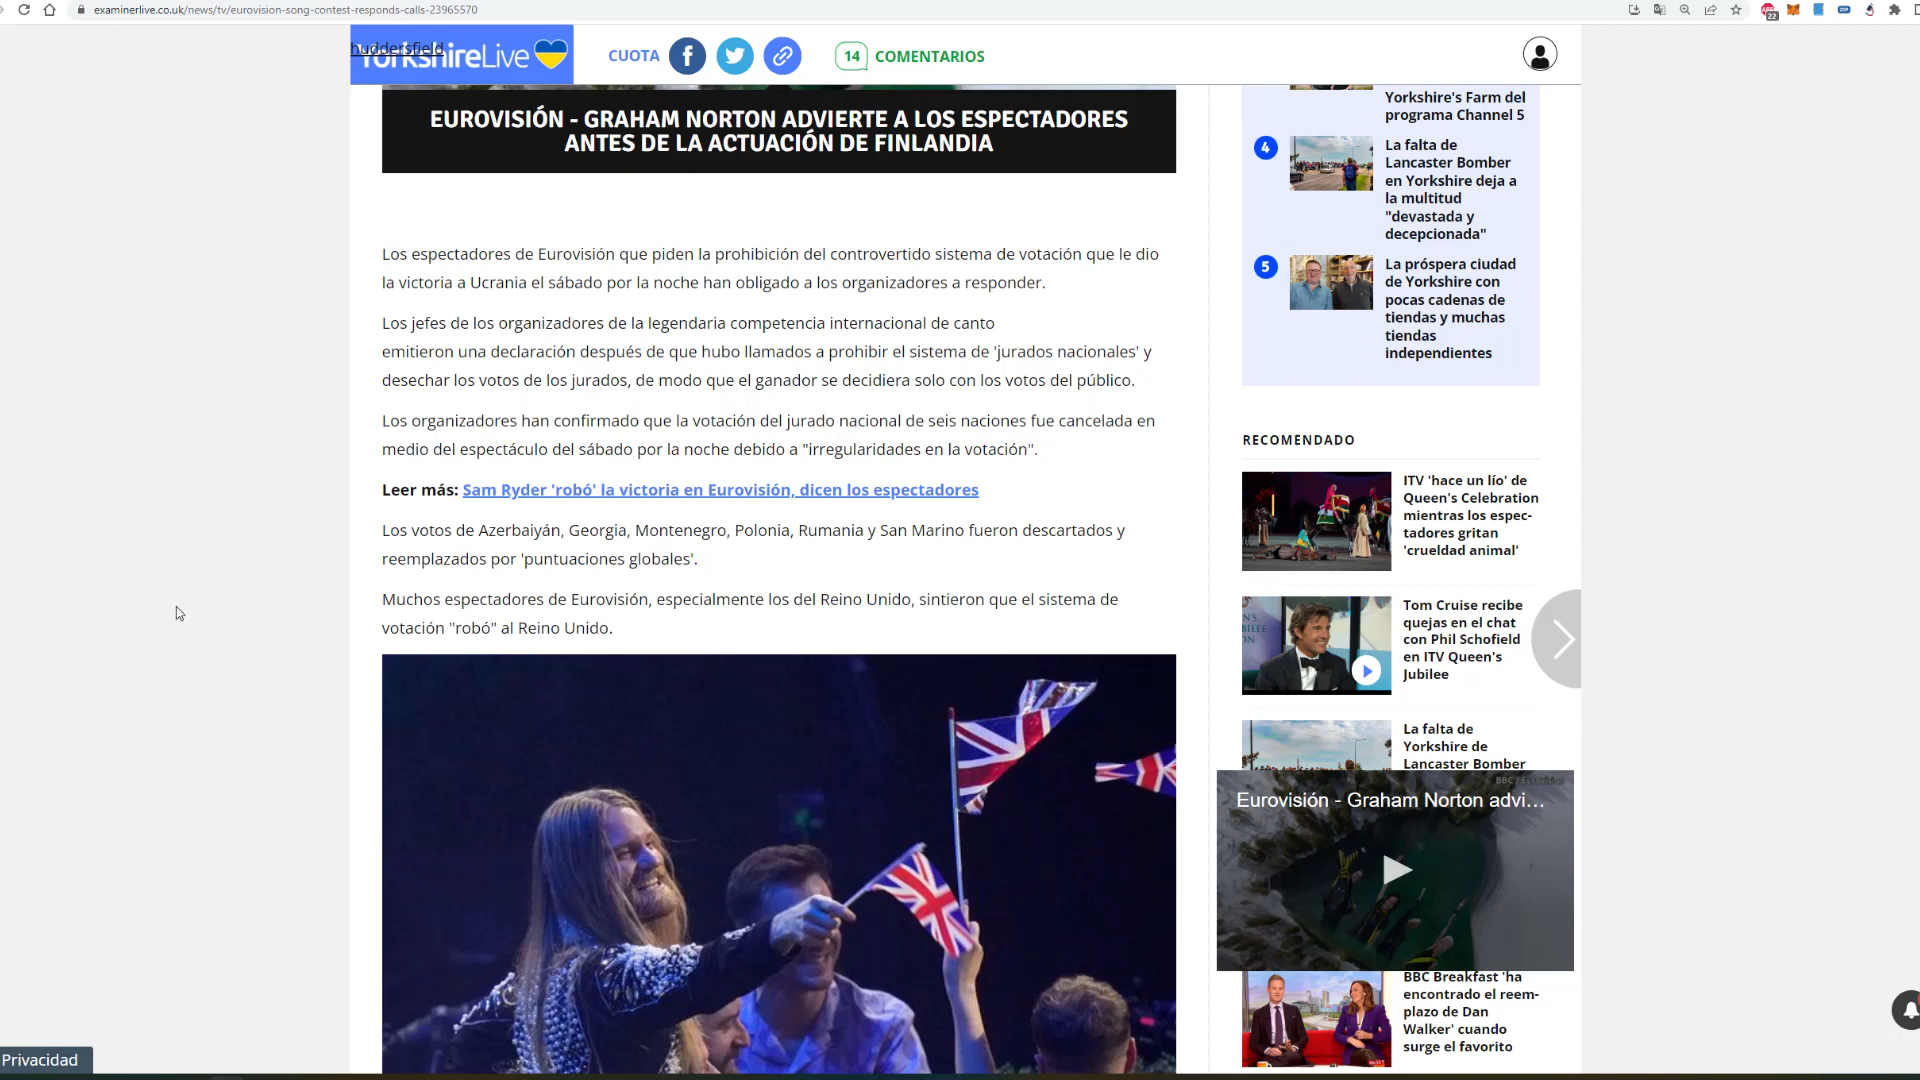 examinerlive.co.uk/news/tv/eurovision-song-contest-responds-calls-23965570
22
huddersfield
YorkshireLive
CUOTA
14
COMENTARIOS
EUROVISIÓN - GRAHAM NORTON ADVIERTE A LOS ESPECTADORES
ANTES DE LA ACTUACIÓN DE FINLANDIA
Los espectadores de Eurovisión que piden la prohibición del controvertido sistema de votación que le dio
la victoria a Ucrania el sábado por la noche han obligado a los organizadores a responder.
Los jefes de los organizadores de la legendaria competencia internacional de canto
emitieron una declaración después de que hubo llamados a prohibir el sistema de 'jurados nacionales' y
desechar los votos de los jurados, de modo que el ganador se decidiera solo con los votos del público.
Los organizadores han confirmado que la votación del jurado nacional de seis naciones fue cancelada en
medio del espectáculo del sábado por la noche debido a "irregularidades en la votación".
Leer más: Sam Ryder 'robó' la victoria en Eurovisión, dicen los espectadores
Los votos de Azerbaiyán, Georgia, Montenegro, Polonia, Rumania y San Marino fueron descartados y
reemplazados por 'puntuaciones globales'.
Muchos espectadores de Eurovisión, especialmente los del Reino Unido, sintieron que el sistema de
votación "robó" al Reino Unido.
Yorkshire's Farm del
programa Channel 5
4
La falta de
Lancaster Bomber
en Yorkshire deja a
la multitud
"devastada y
decepcionada"
5
La próspera ciudad
de Yorkshire con
pocas cadenas de
tiendas y muchas
tiendas
independientes
RECOMENDADO
ITV 'hace un lío' de
Queen's Celebration
mientras los espec-
tadores gritan
'crueldad animal'
Tom Cruise recibe
quejas en el chat
con Phil Schofield
en ITV Queen's
Jubilee
La falta de
Yorkshire de
Lancaster Bomber
Eurovisión - Graham Norton advi...
BBC Breakfast 'ha
encontrado el reem-
plazo de Dan
Walker' cuando
surge el favorito
Privacidad